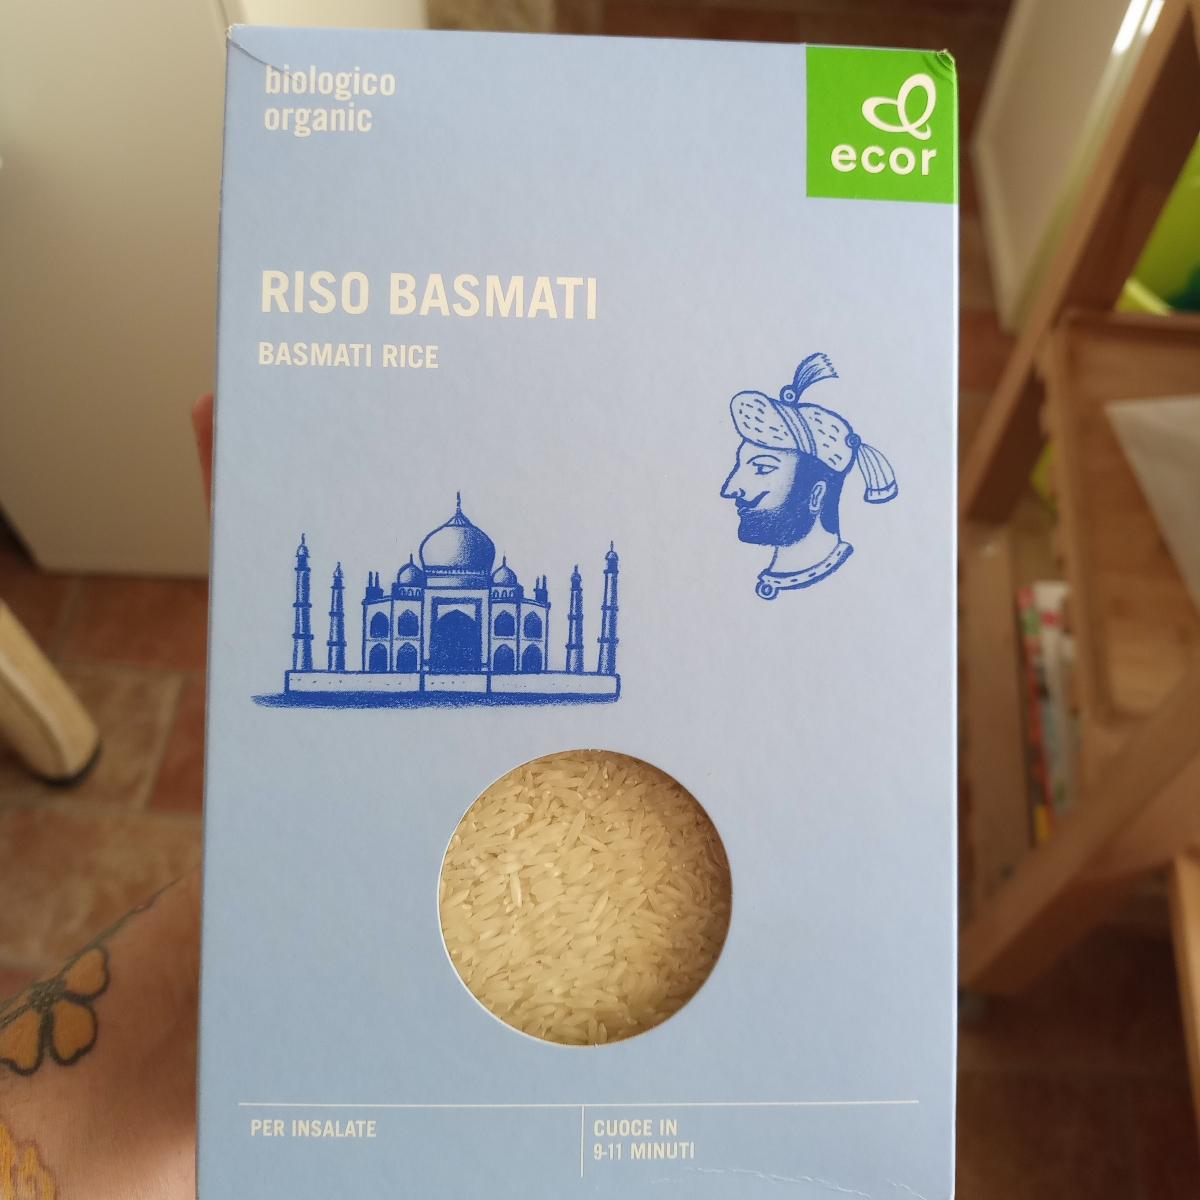 biologico
organic
ecor
RISO BASMATI
BASMATI RICE
PER INSALATE
CUOCE IN
9-11 MINUTI